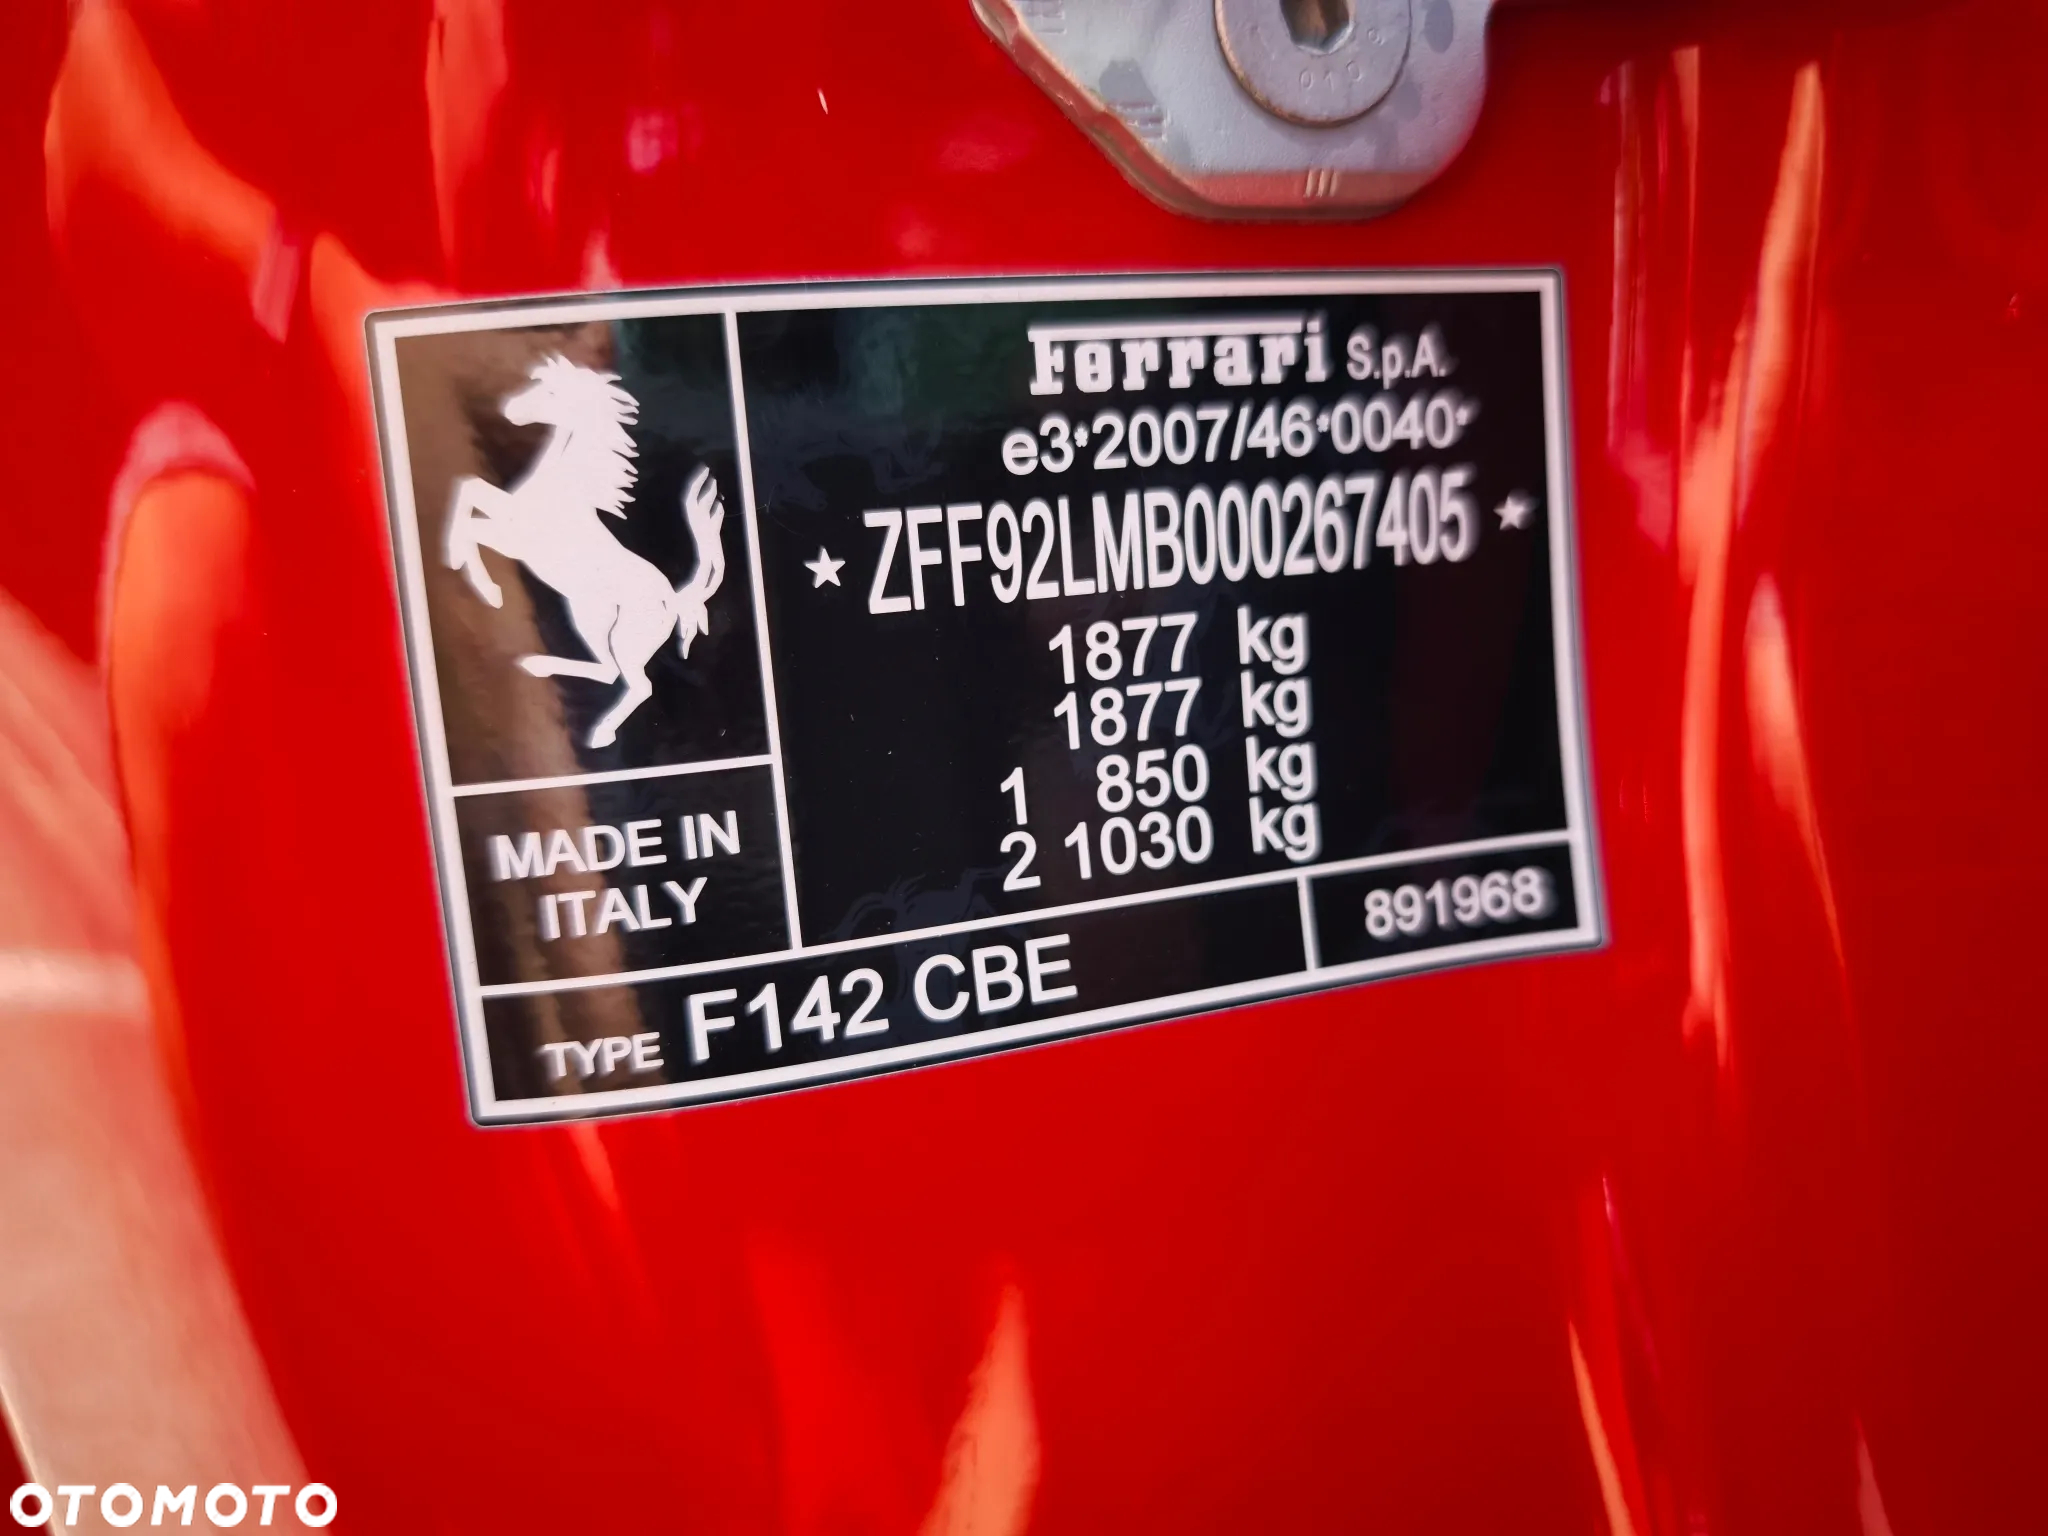 Ferrari S.p.A.
e3*2007/46*0040*
★ ZFF92LMB000267405 ★
1877 kg
1877 kg
1 850 kg
2 1030 kg
MADE IN
ITALY
TYPE F142 CBE
891968
OTOMOTO